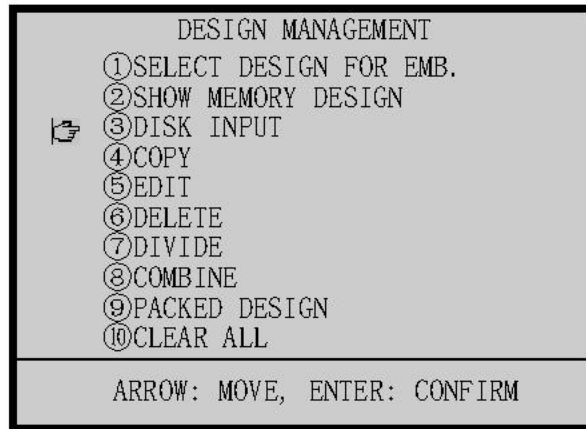 DESIGN MANAGEMENT
①SELECT DESIGN FOR EMB.
②SHOW MEMORY DESIGN
③DISK INPUT
④COPY
⑤EDIT
⑥DELETE
⑦DIVIDE
⑧COMBINE
⑨PACKED DESIGN
⑩CLEAR ALL
ARROW: MOVE, ENTER: CONFIRM